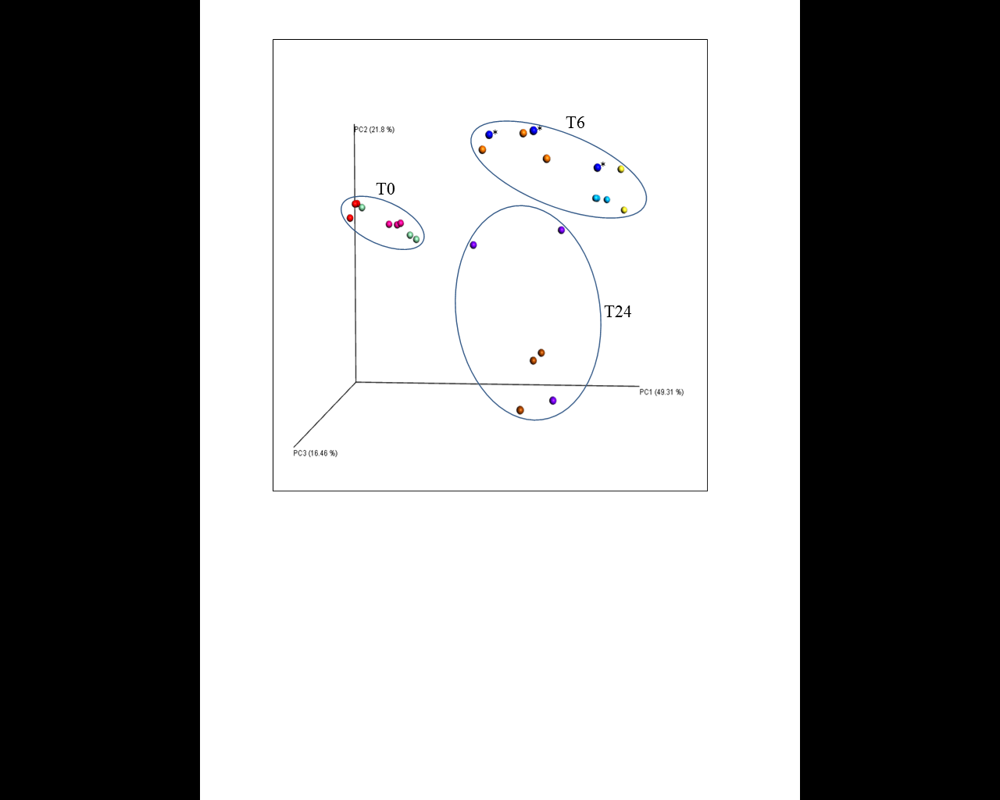 T6
PC2 (21.8 %)
* *
*
T0
T24
PC1 (49.31 %)
PC3 (16.46 %)